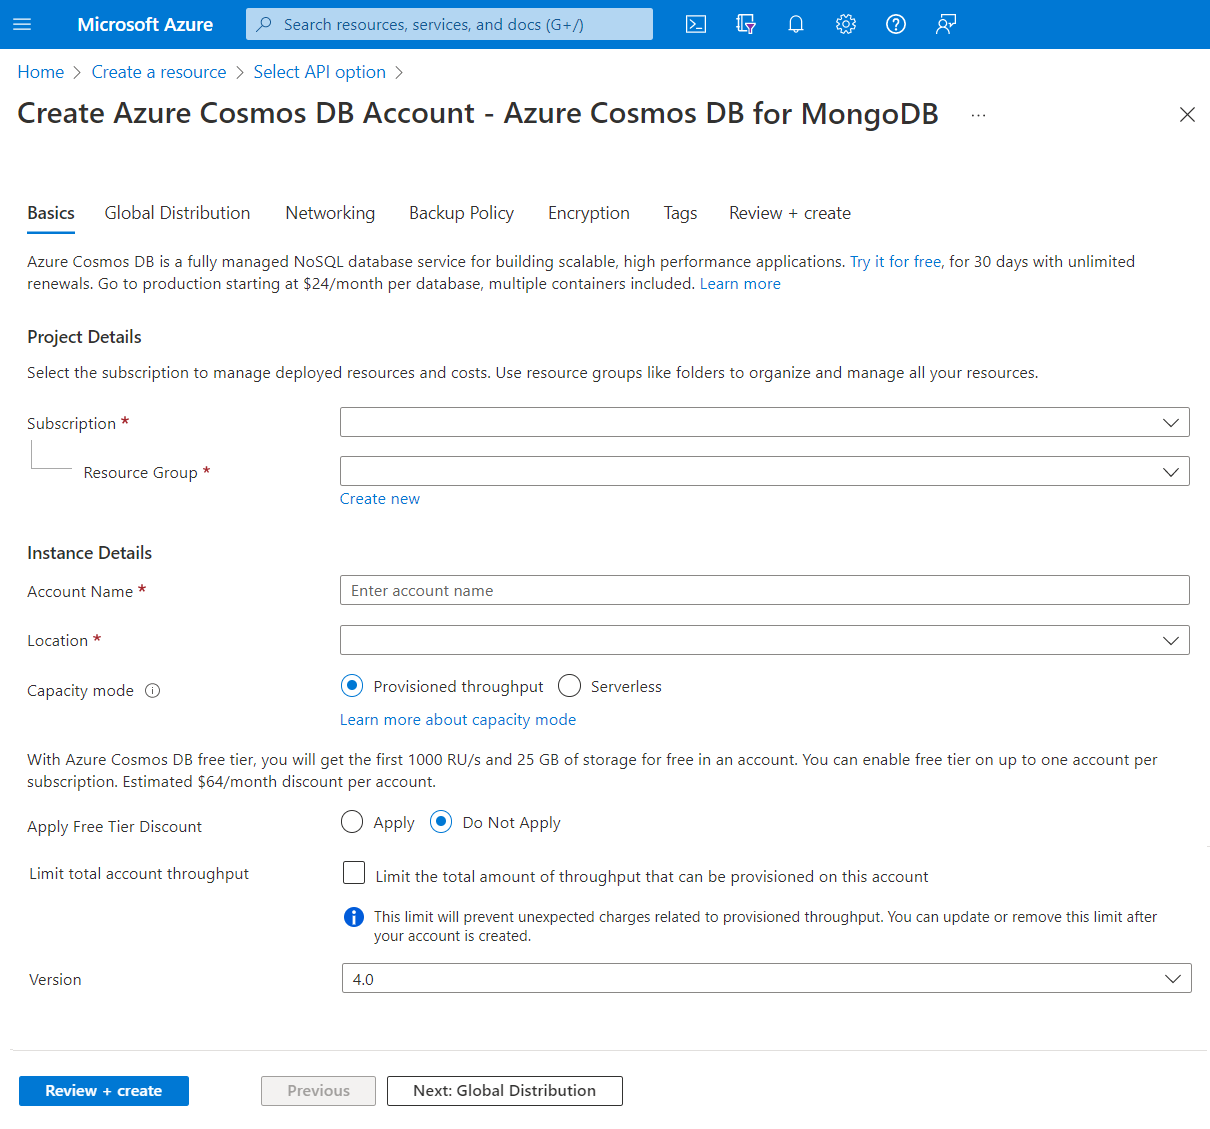 Microsoft Azure
Search resources, services, and docs (G+/)
Home > Create a resource > Select API option >
Create Azure Cosmos DB Account - Azure Cosmos DB for MongoDB ...
Basics Global Distribution Networking Backup Policy Encryption Tags Review + create
Azure Cosmos DB is a fully managed NoSQL database service for building scalable, high performance applications. Try it for free, for 30 days with unlimited
renewals. Go to production starting at $24/month per database, multiple containers included. Learn more
Project Details
Select the subscription to manage deployed resources and costs. Use resource groups like folders to organize and manage all your resources.
Subscription *
Resource Group *
Create new
Instance Details
Account Name * Enter account name
Location *
Capacity mode Provisioned throughput Serverless
Learn more about capacity mode
With Azure Cosmos DB free tier, you will get the first 1000 RU/s and 25 GB of storage for free in an account. You can enable free tier on up to one account per
subscription. Estimated $64/month discount per account.
Apply Free Tier Discount Apply Do Not Apply
Limit total account throughput Limit the total amount of throughput that can be provisioned on this account
This limit will prevent unexpected charges related to provisioned throughput. You can update or remove this limit after
your account is created.
Version 4.0
Review + create Previous Next: Global Distribution